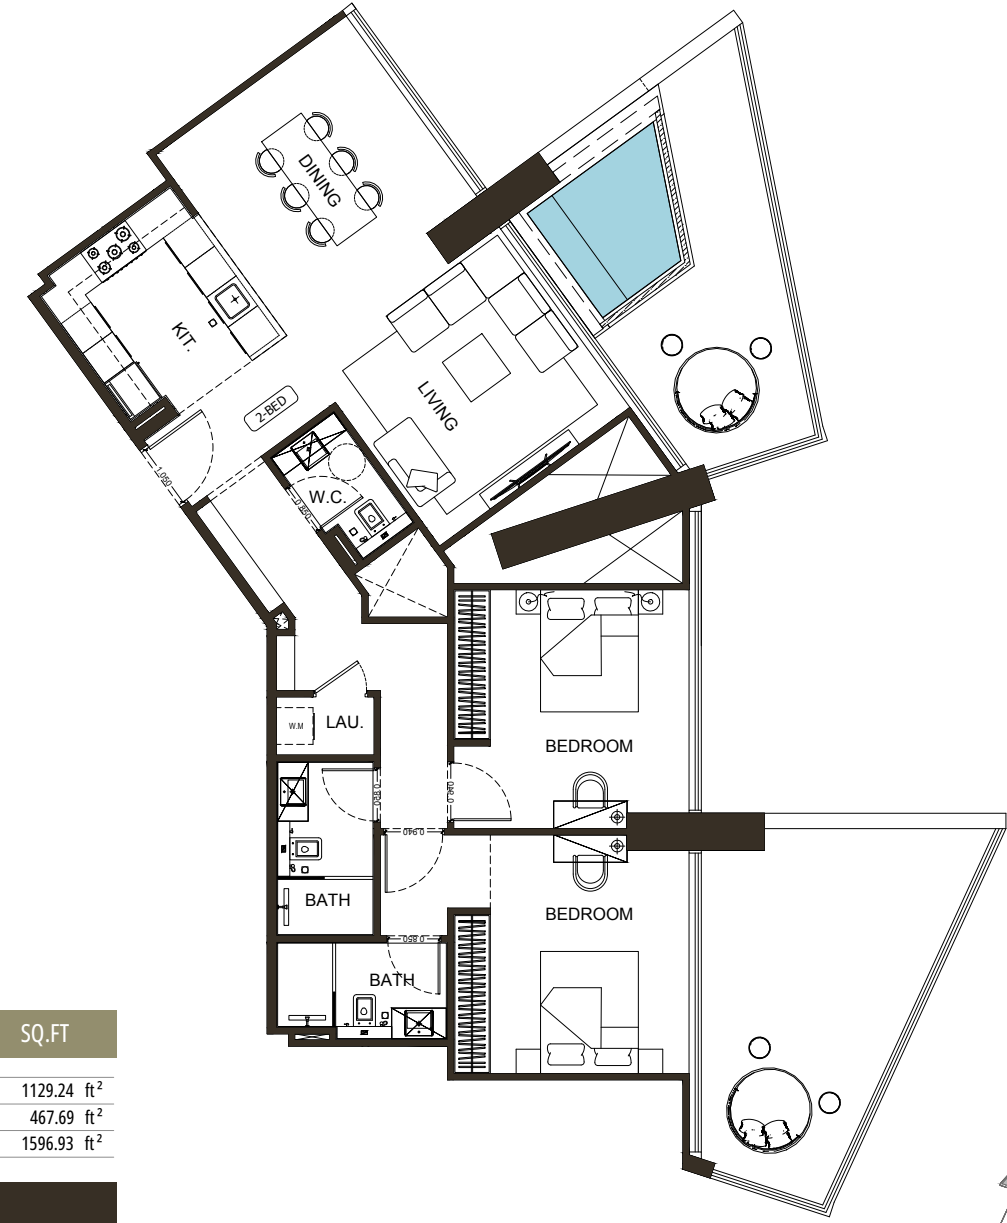 DINING
KIT.
2-BED
LIVING
1.050
W.C.
0.850
W.M
LAU.
BEDROOM
0.850
0.940
0.940
BATH
BEDROOM
0.850
BATH
SQ.FT
1129.24 ft²
467.69 ft²
1596.93 ft²